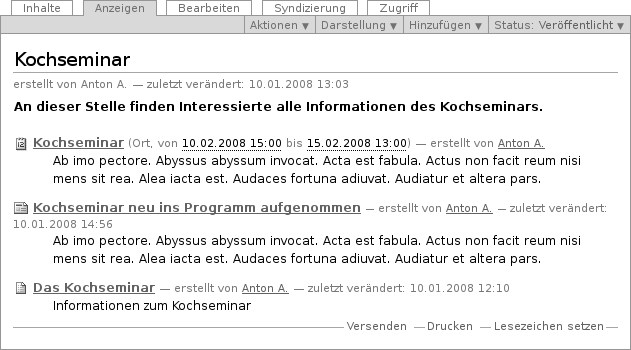 Inhalte Anzeigen Bearbeiten Syndizierung Zugriff
Aktionen ▼ Darstellung ▼ Hinzufügen ▼ Status: Veröffentlicht ▼
Kochseminar
erstellt von Anton A. — zuletzt verändert: 10.01.2008 13:03
An dieser Stelle finden Interessierte alle Informationen des Kochseminars.
Kochseminar (Ort, von 10.02.2008 15:00 bis 15.02.2008 13:00) — erstellt von Anton A.
Ab imo pectore. Abyssus abyssum invocat. Acta est fabula. Actus non facit reum nisi
mens sit rea. Alea iacta est. Audaces fortuna adiuvat. Audiatur et altera pars.
Kochseminar neu ins Programm aufgenommen — erstellt von Anton A. — zuletzt verändert:
10.01.2008 14:56
Ab imo pectore. Abyssus abyssum invocat. Acta est fabula. Actus non facit reum nisi
mens sit rea. Alea iacta est. Audaces fortuna adiuvat. Audiatur et altera pars.
Das Kochseminar — erstellt von Anton A. — zuletzt verändert: 10.01.2008 12:10
Informationen zum Kochseminar
Versenden — Drucken — Lesezeichen setzen —